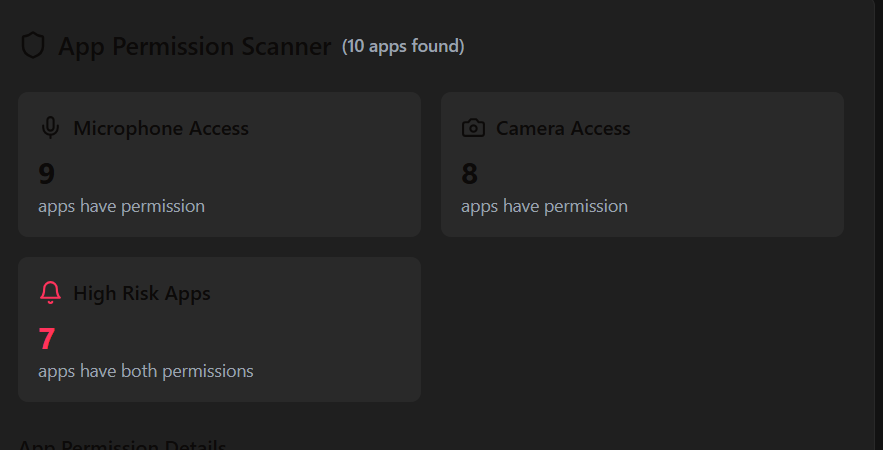 App Permission Scanner (10 apps found)
Microphone Access
9
apps have permission
Camera Access
8
apps have permission
High Risk Apps
7
apps have both permissions
App Permission Details